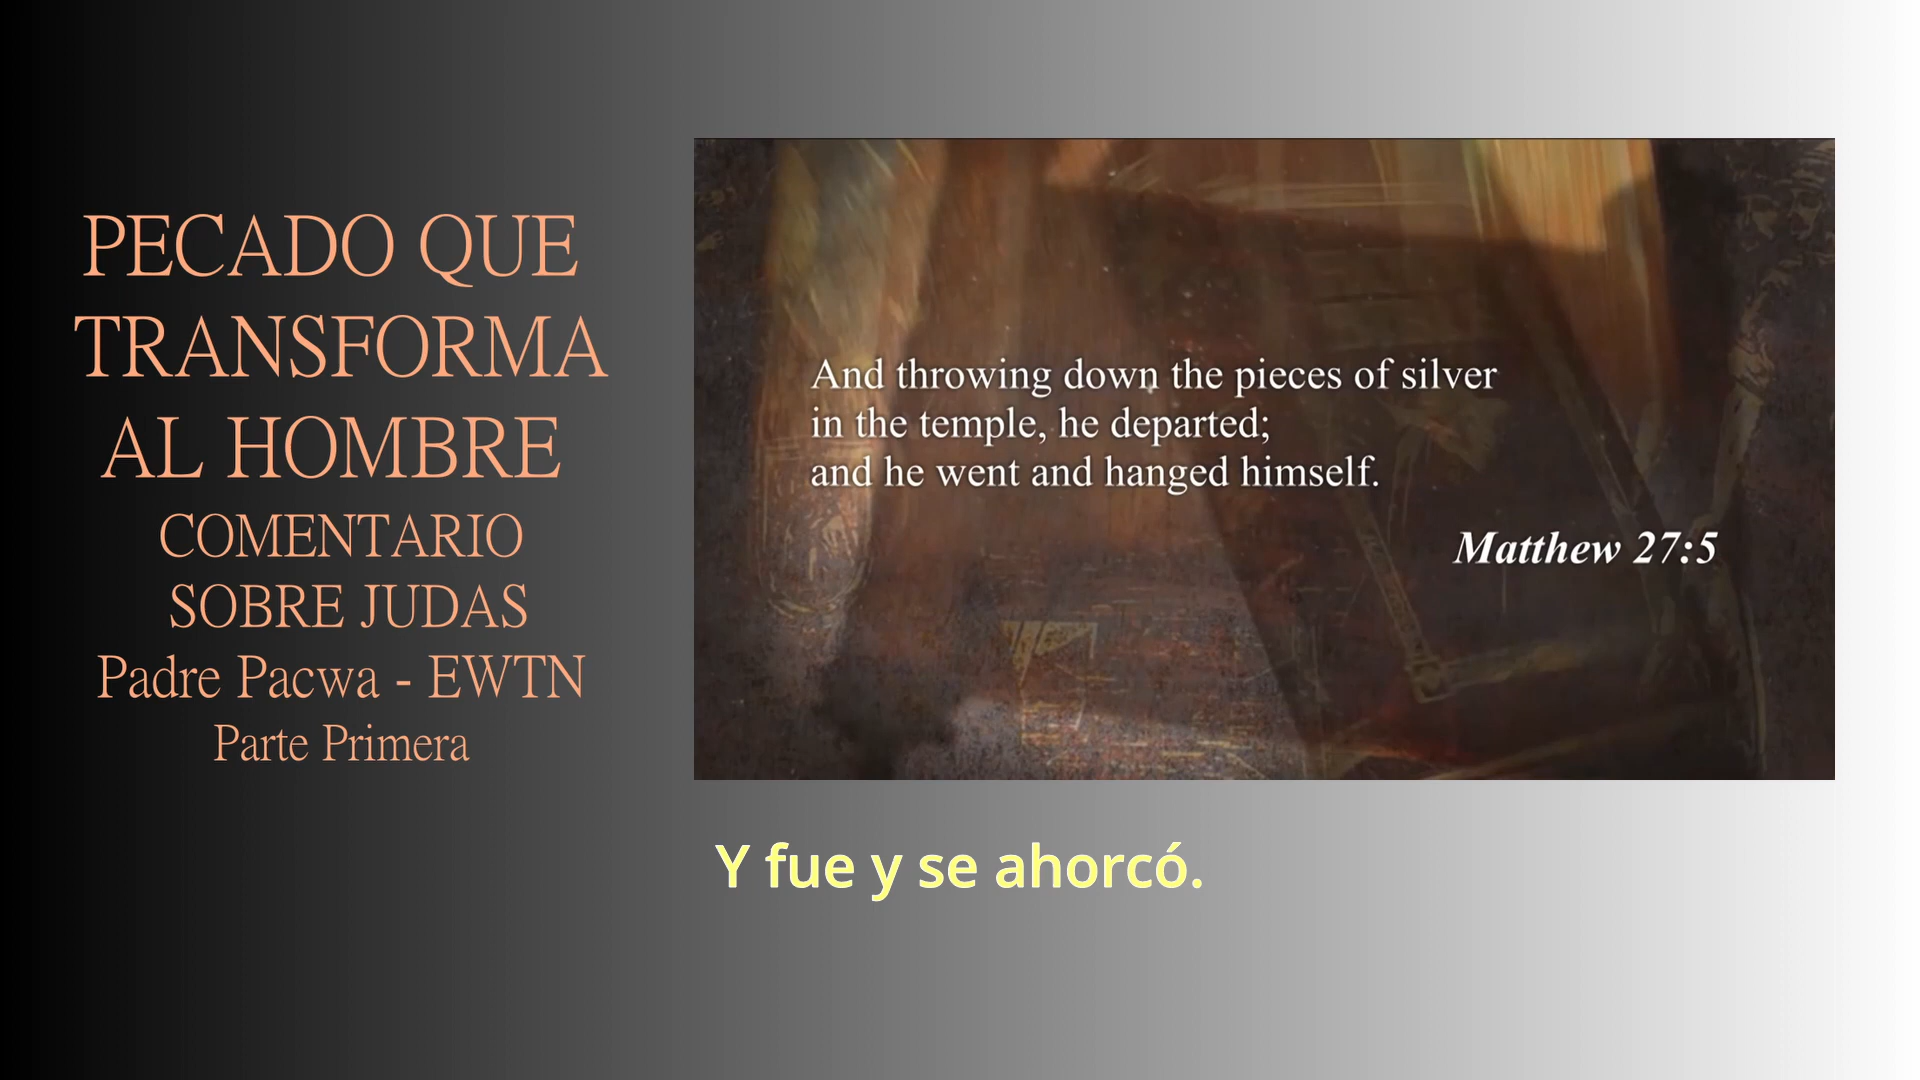 PECADO QUE
TRANSFORMA
AL HOMBRE
COMENTARIO
SOBRE JUDAS
Padre Pacwa - EWTN
Parte Primera
And throwing down the pieces of silver
in the temple, he departed;
and he went and hanged himself.
Matthew 27:5
Y fue y se ahorcó.